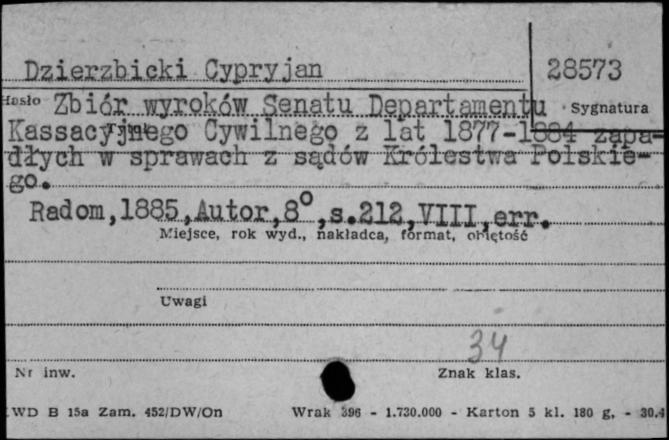 Dzierzbicki Cypryjan 28573
Hasło Zbiór wyroków Senatu Departamentu Sygnatura
Kassacyjnego Cywilnego z lat 1877-1884 zapa-
dłych w sprawach z sądów Królestwa Polskie-
go.
Radom,1885,Autor,8°,s.212,VIII,err.
Miejsce, rok wyd., nakładca, format, objętość
Uwagi
34
Nr inw. Znak klas.
WD B 15a Zam. 452/DW/On Wrak 396 - 1.730.000 - Karton 5 kl. 180 g. - 30.4